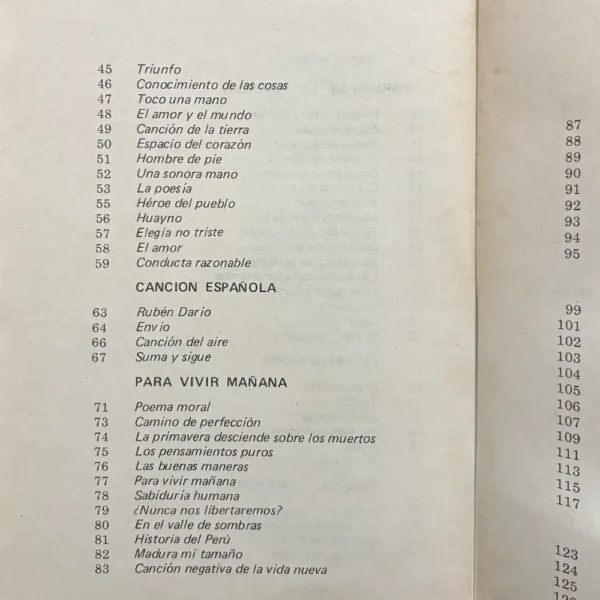 45 Triunfo
46 Conocimiento de las cosas
47 Toco una mano
48 El amor y el mundo
49 Canción de la tierra
50 Espacio del corazón
51 Hombre de pie
52 Una sonora mano
53 La poesía
55 Héroe del pueblo
56 Huayno
57 Elegía no triste
58 El amor
59 Conducta razonable
CANCION ESPAÑOLA
63 Rubén Darío
64 Envío
66 Canción del aire
67 Suma y sigue
PARA VIVIR MAÑANA
71 Poema moral
73 Camino de perfección
74 La primavera desciende sobre los muertos
75 Los pensamientos puros
76 Las buenas maneras
77 Para vivir mañana
78 Sabiduría humana
79 ¿Nunca nos libertaremos?
80 En el valle de sombras
81 Historia del Perú
82 Madura mi tamaño
83 Canción negativa de la vida nueva
87
88
89
90
91
92
93
94
95
99
101
102
103
104
105
106
107
109
111
113
115
117
123
124
125